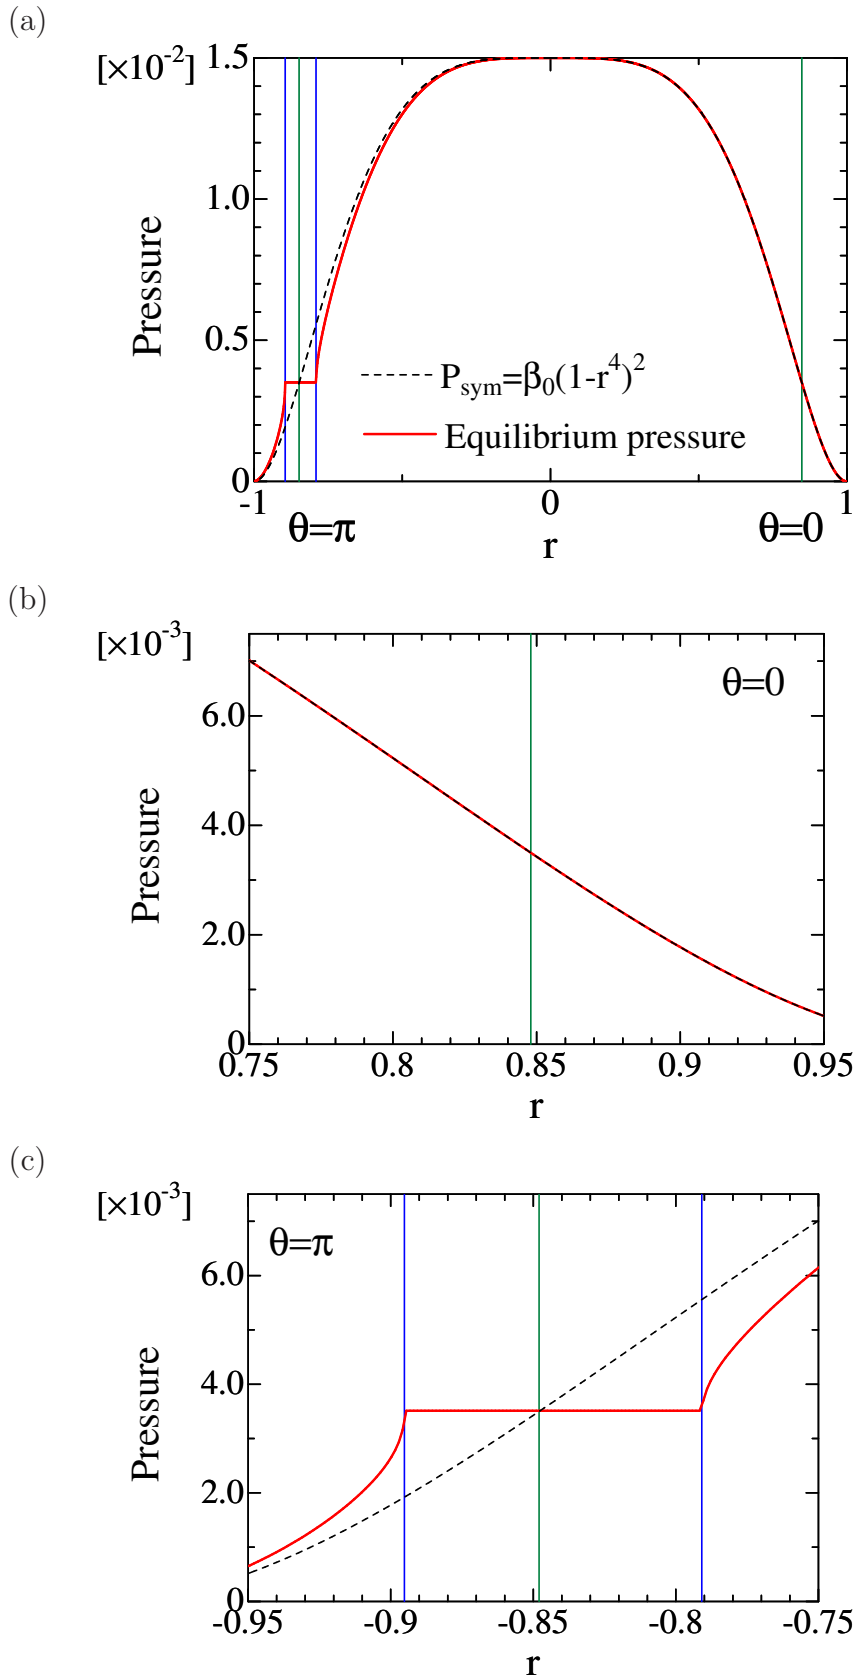 (a)
[×10⁻²]
1.5
1.0
0.5
0
Pressure
P_sym=β₀(1-r⁴)²
Equilibrium pressure
-1 0 1
θ=π θ=0
r
(b)
[×10⁻³]
θ=0
6.0
4.0
2.0
0
Pressure
0.75 0.8 0.85 0.9 0.95
r
(c)
[×10⁻³]
θ=π
6.0
4.0
2.0
0
Pressure
-0.95 -0.9 -0.85 -0.8 -0.75
r